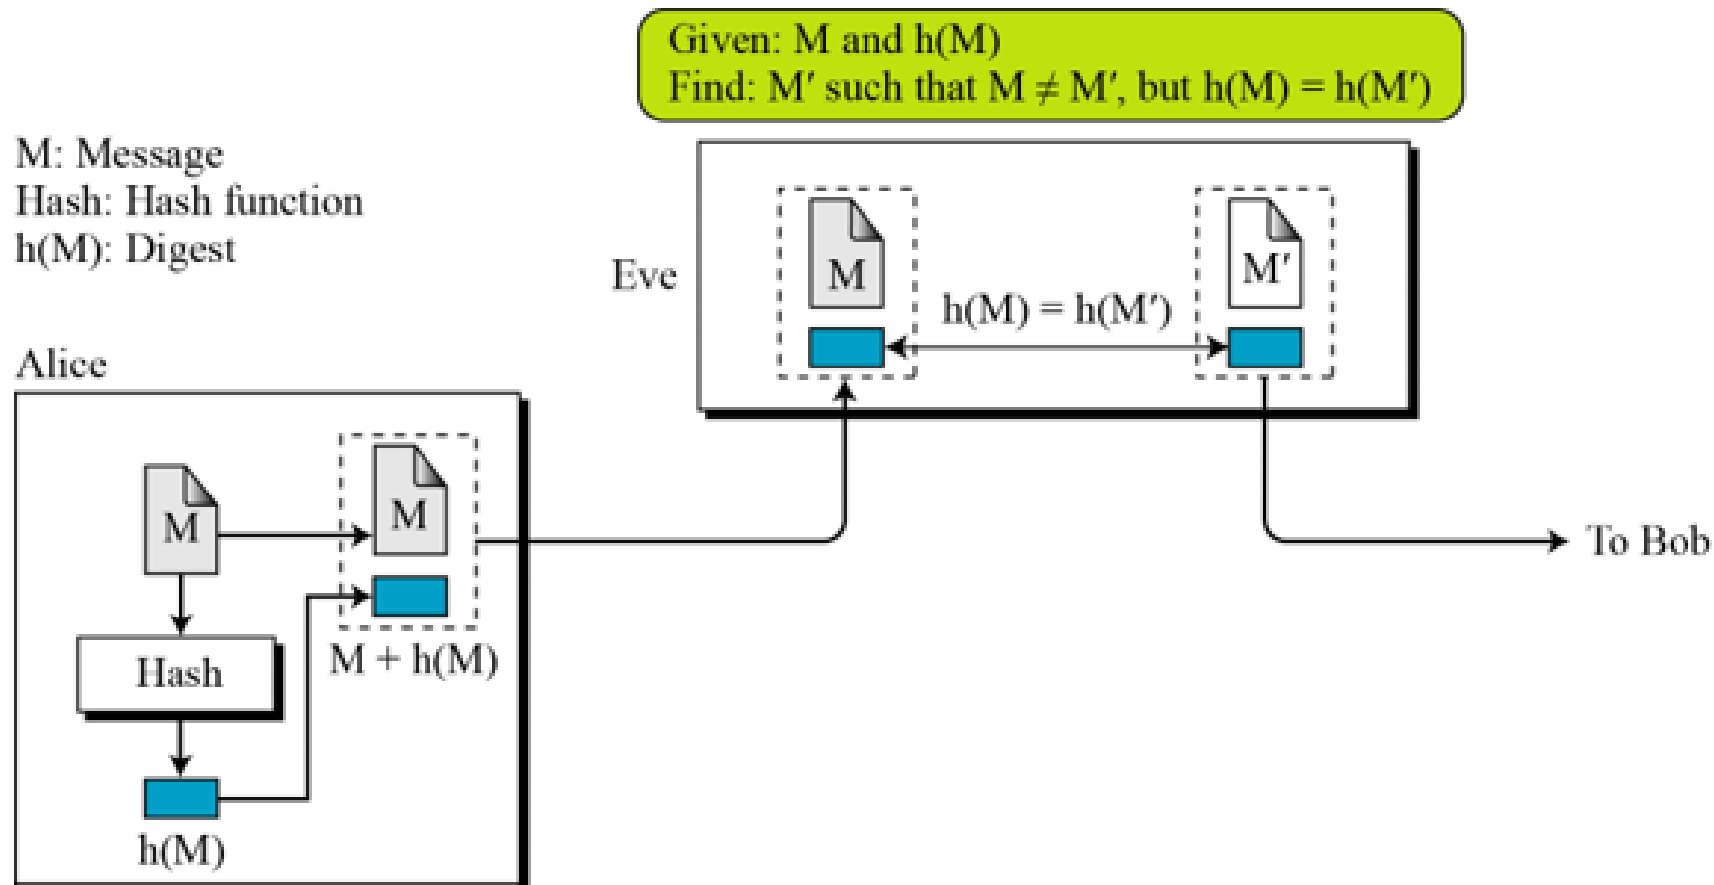 Given: M and h(M)
Find: M′ such that M ≠ M′, but h(M) = h(M′)
M: Message
Hash: Hash function
h(M): Digest
Eve
M
M′
h(M) = h(M′)
Alice
M
M
M + h(M)
Hash
h(M)
To Bob